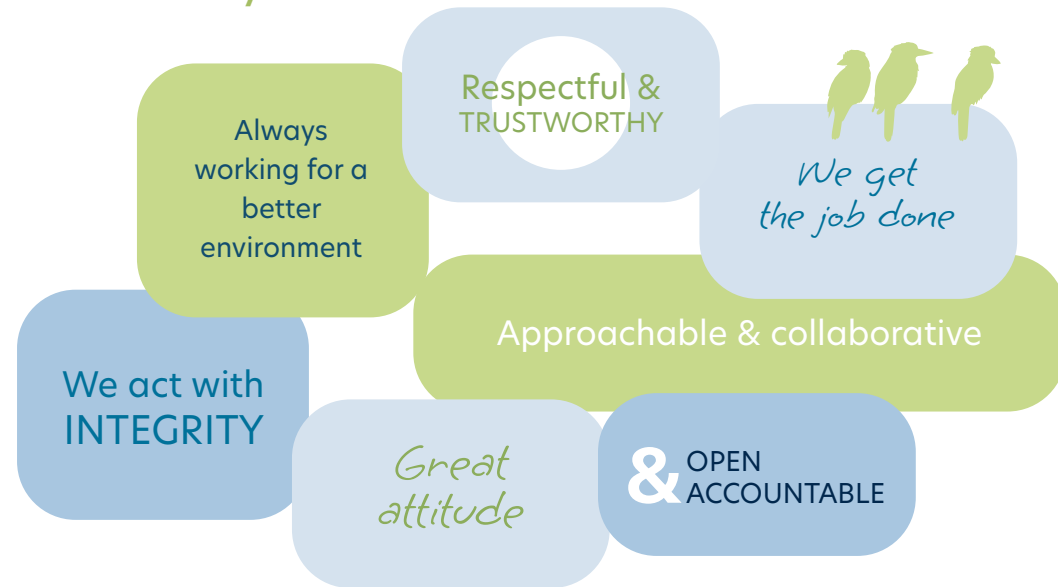 Respectful &
TRUSTWORTHY
Always
working for a
better
environment
We get
the job done
Approachable & collaborative
We act with
INTEGRITY
Great
attitude
& OPEN
ACCOUNTABLE